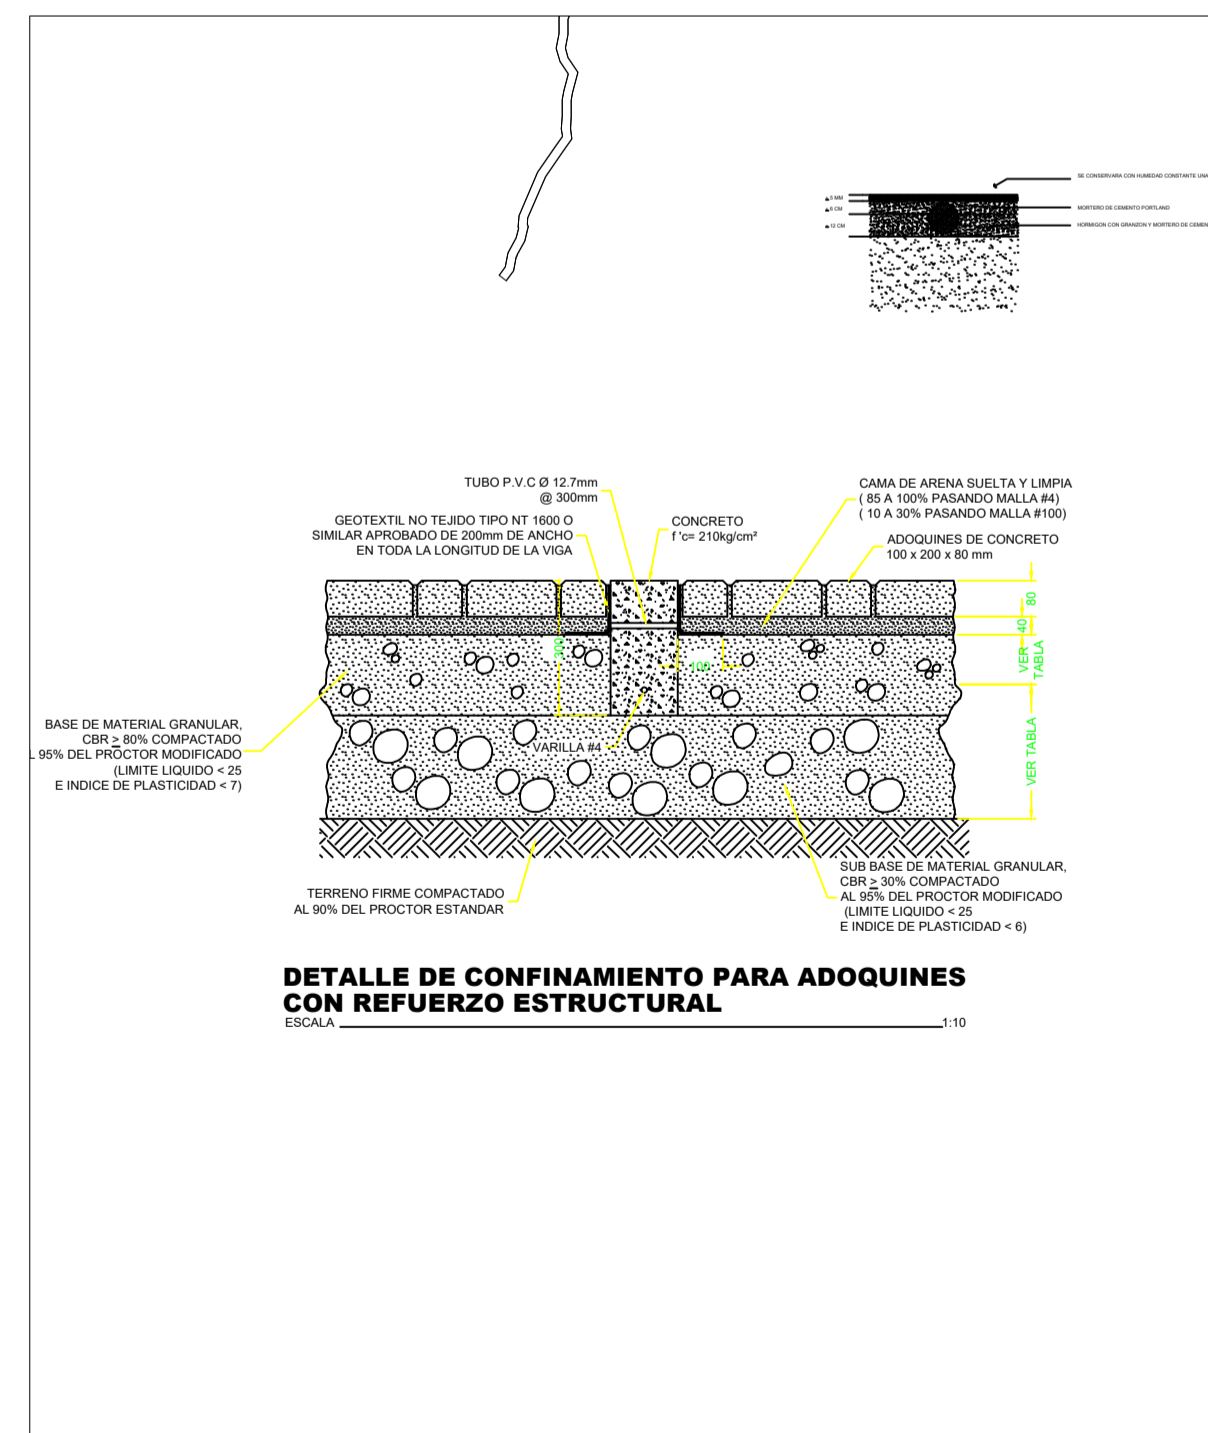 SE CONSERVARA CON HUMEDAD CONSTANTE UNA
5 MM
6 CM
MORTERO DE CEMENTO PORTLAND
12 CM
HORMIGON CON GRANZON Y MORTERO DE CEMEN
TUBO P.V.C Ø 12.7mm
@ 300mm
GEOTEXTIL NO TEJIDO TIPO NT 1600 O
SIMILAR APROBADO DE 200mm DE ANCHO
EN TODA LA LONGITUD DE LA VIGA
CONCRETO
f 'c= 210kg/cm²
CAMA DE ARENA SUELTA Y LIMPIA
( 85 A 100% PASANDO MALLA #4)
( 10 A 30% PASANDO MALLA #100)
ADOQUINES DE CONCRETO
100 x 200 x 80 mm
80
40
VER
TABLA
VER TABLA
300
100
VARILLA #4
BASE DE MATERIAL GRANULAR,
CBR ≥ 80% COMPACTADO
L 95% DEL PROCTOR MODIFICADO
(LIMITE LIQUIDO < 25
E INDICE DE PLASTICIDAD < 7)
TERRENO FIRME COMPACTADO
AL 90% DEL PROCTOR ESTANDAR
SUB BASE DE MATERIAL GRANULAR,
CBR ≥ 30% COMPACTADO
AL 95% DEL PROCTOR MODIFICADO
(LIMITE LIQUIDO < 25
E INDICE DE PLASTICIDAD < 6)
DETALLE DE CONFINAMIENTO PARA ADOQUINES
CON REFUERZO ESTRUCTURAL
ESCALA 1:10